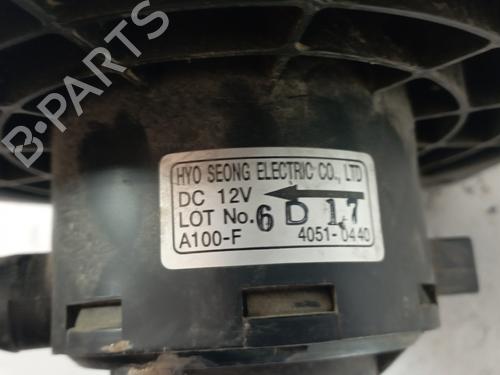 B-PARTS
HYO SEONG ELECTRIC CO., LTD
DC 12V
LOT No. 6 D 17
A100-F 4051-0440